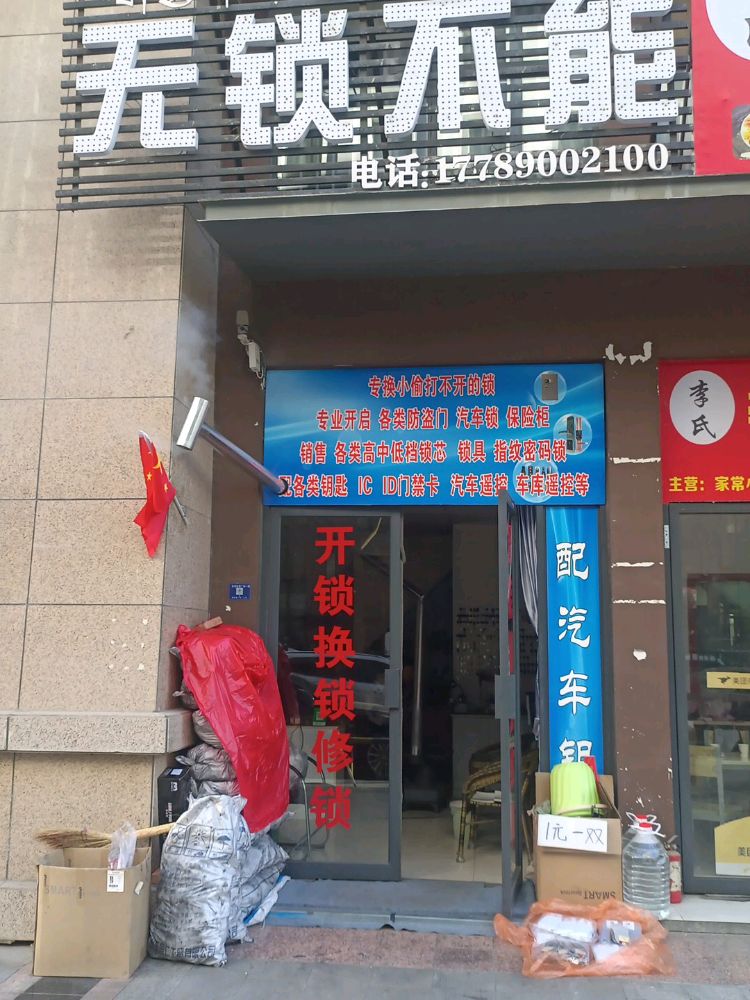 无锁不能
电话:17789002100
专换小偷打不开的锁
专业开启 各类防盗门 汽车锁 保险柜
销售 各类高中低档锁芯 锁具 指纹密码锁
各类钥匙 IC ID门禁卡 汽车遥控 车库遥控等
开锁换锁修锁
配汽车钥
李氏
主营：家常
美团
1元一双
SMART
SMART